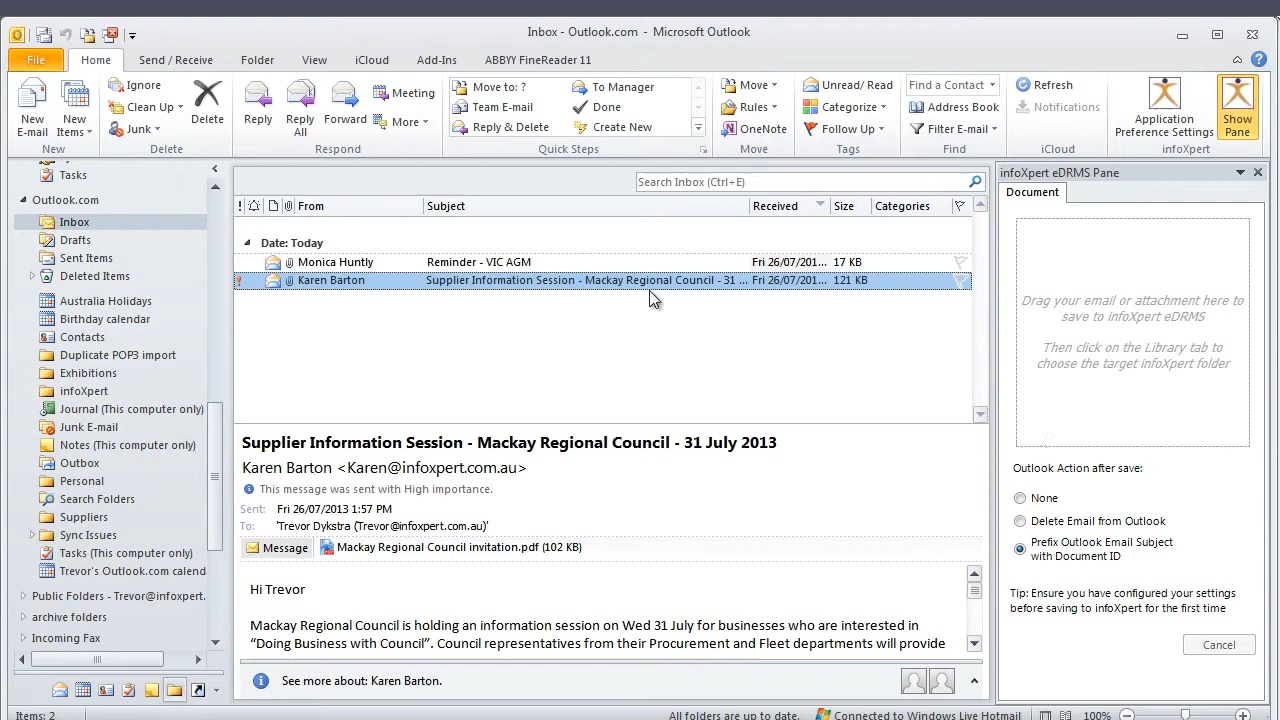 Inbox - Outlook.com - Microsoft Outlook
File Home Send / Receive Folder View iCloud Add-Ins ABBYY FineReader 11
New E-mail
New Items
New
Ignore
Clean Up
Junk
Delete
Delete
Reply
Reply All
Forward
Meeting
More
Respond
Move to: ?
Team E-mail
Reply & Delete
To Manager
Done
Create New
Quick Steps
Move
Rules
OneNote
Move
Unread/ Read
Categorize
Follow Up
Tags
Find a Contact
Address Book
Filter E-mail
Find
Refresh
Notifications
iCloud
Application Preference Settings
Show Pane
infoXpert
Tasks
Outlook.com
Inbox
Drafts
Sent Items
Deleted Items
Australia Holidays
Birthday calendar
Contacts
Duplicate POP3 import
Exhibitions
infoXpert
Journal (This computer only)
Junk E-mail
Notes (This computer only)
Outbox
Personal
Search Folders
Suppliers
Sync Issues
Tasks (This computer only)
Trevor's Outlook.com calend
Public Folders - Trevor@infoxpert.
archive folders
Incoming Fax
Search Inbox (Ctrl+E)
! From Subject Received Size Categories
Date: Today
Monica Huntly Reminder - VIC AGM Fri 26/07/201... 17 KB
! Karen Barton Supplier Information Session - Mackay Regional Council - 31 ... Fri 26/07/201... 121 KB
Supplier Information Session - Mackay Regional Council - 31 July 2013
Karen Barton <Karen@infoxpert.com.au>
This message was sent with High importance.
Sent: Fri 26/07/2013 1:57 PM
To: 'Trevor Dykstra (Trevor@infoxpert.com.au)'
Message Mackay Regional Council invitation.pdf (102 KB)
Hi Trevor
Mackay Regional Council is holding an information session on Wed 31 July for businesses who are interested in
“Doing Business with Council”. Council representatives from their Procurement and Fleet departments will provide
See more about: Karen Barton.
infoXpert eDRMS Pane
Document
Drag your email or attachment here to
save to infoXpert eDRMS
Then click on the Library tab to
choose the target infoXpert folder
Outlook Action after save:
None
Delete Email from Outlook
Prefix Outlook Email Subject
with Document ID
Tip: Ensure you have configured your settings
before saving to infoXpert for the first time
Cancel
Items: 2 All folders are up to date. Connected to Windows Live Hotmail 100%